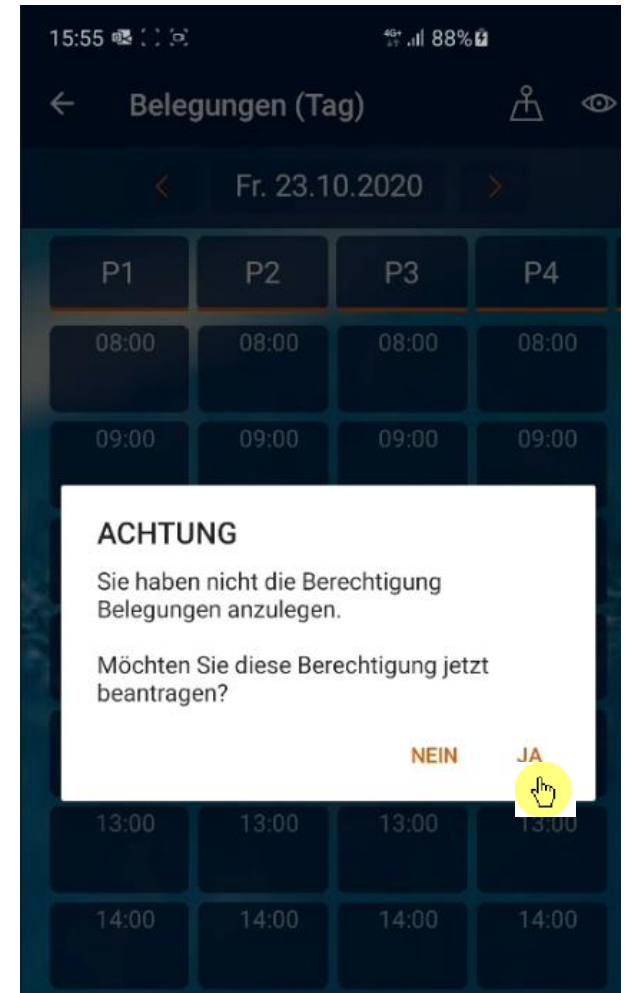 15:55 4G+ 88%
Belegungen (Tag)
< Fr. 23.10.2020 >
P1 P2 P3 P4
08:00 08:00 08:00 08:00
09:00 09:00 09:00 09:00
ACHTUNG
Sie haben nicht die Berechtigung
Belegungen anzulegen.
Möchten Sie diese Berechtigung jetzt
beantragen?
NEIN JA
13:00 13:00 13:00 13:00
14:00 14:00 14:00 14:00